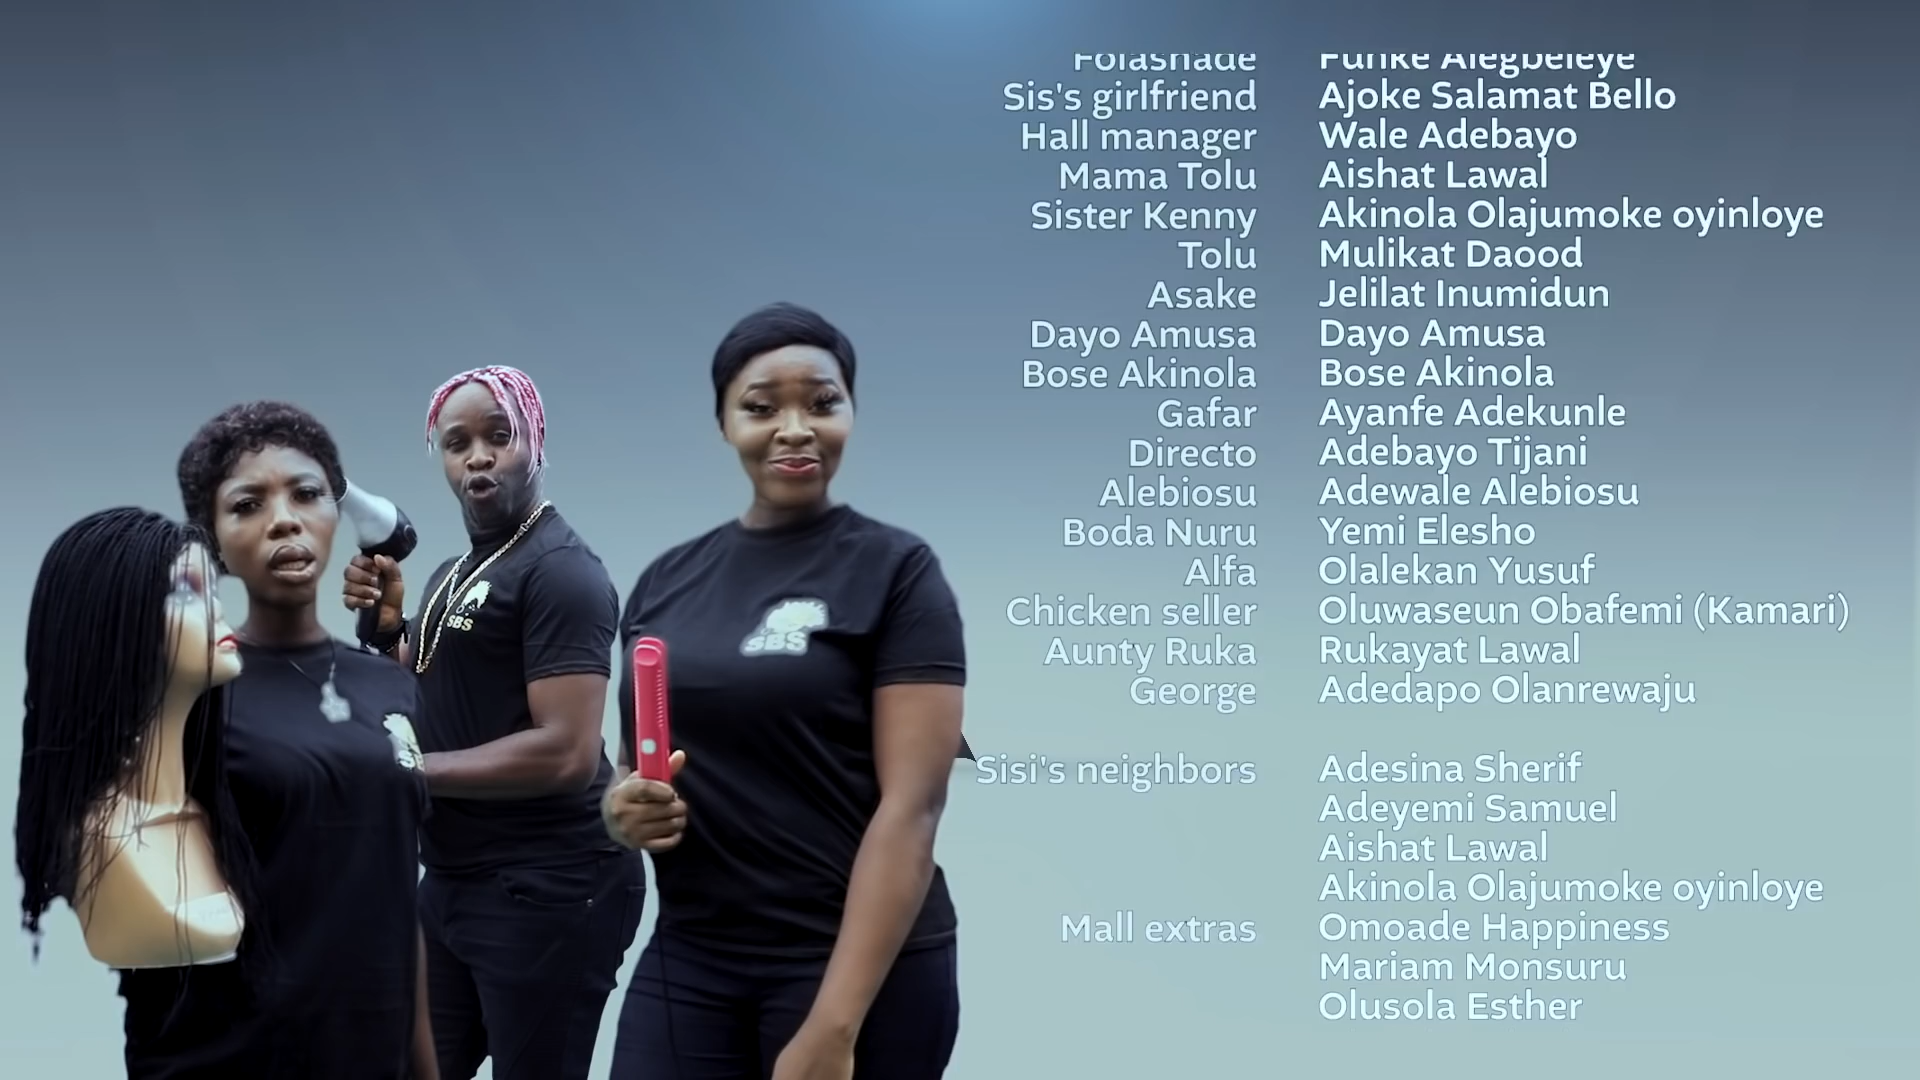 Folashade Funke Alegbeleye
Sis's girlfriend Ajoke Salamat Bello
Hall manager Wale Adebayo
Mama Tolu Aishat Lawal
Sister Kenny Akinola Olajumoke oyinloye
Tolu Mulikat Daood
Asake Jelilat Inumidun
Dayo Amusa Dayo Amusa
Bose Akinola Bose Akinola
Gafar Ayanfe Adekunle
Directo Adebayo Tijani
Alebiosu Adewale Alebiosu
Boda Nuru Yemi Elesho
Alfa Olalekan Yusuf
Chicken seller Oluwaseun Obafemi (Kamari)
Aunty Ruka Rukayat Lawal
George Adedapo Olanrewaju
Sisi's neighbors Adesina Sherif
Adeyemi Samuel
Aishat Lawal
Akinola Olajumoke oyinloye
Mall extras Omoade Happiness
Mariam Monsuru
Olusola Esther
SBS
SBS